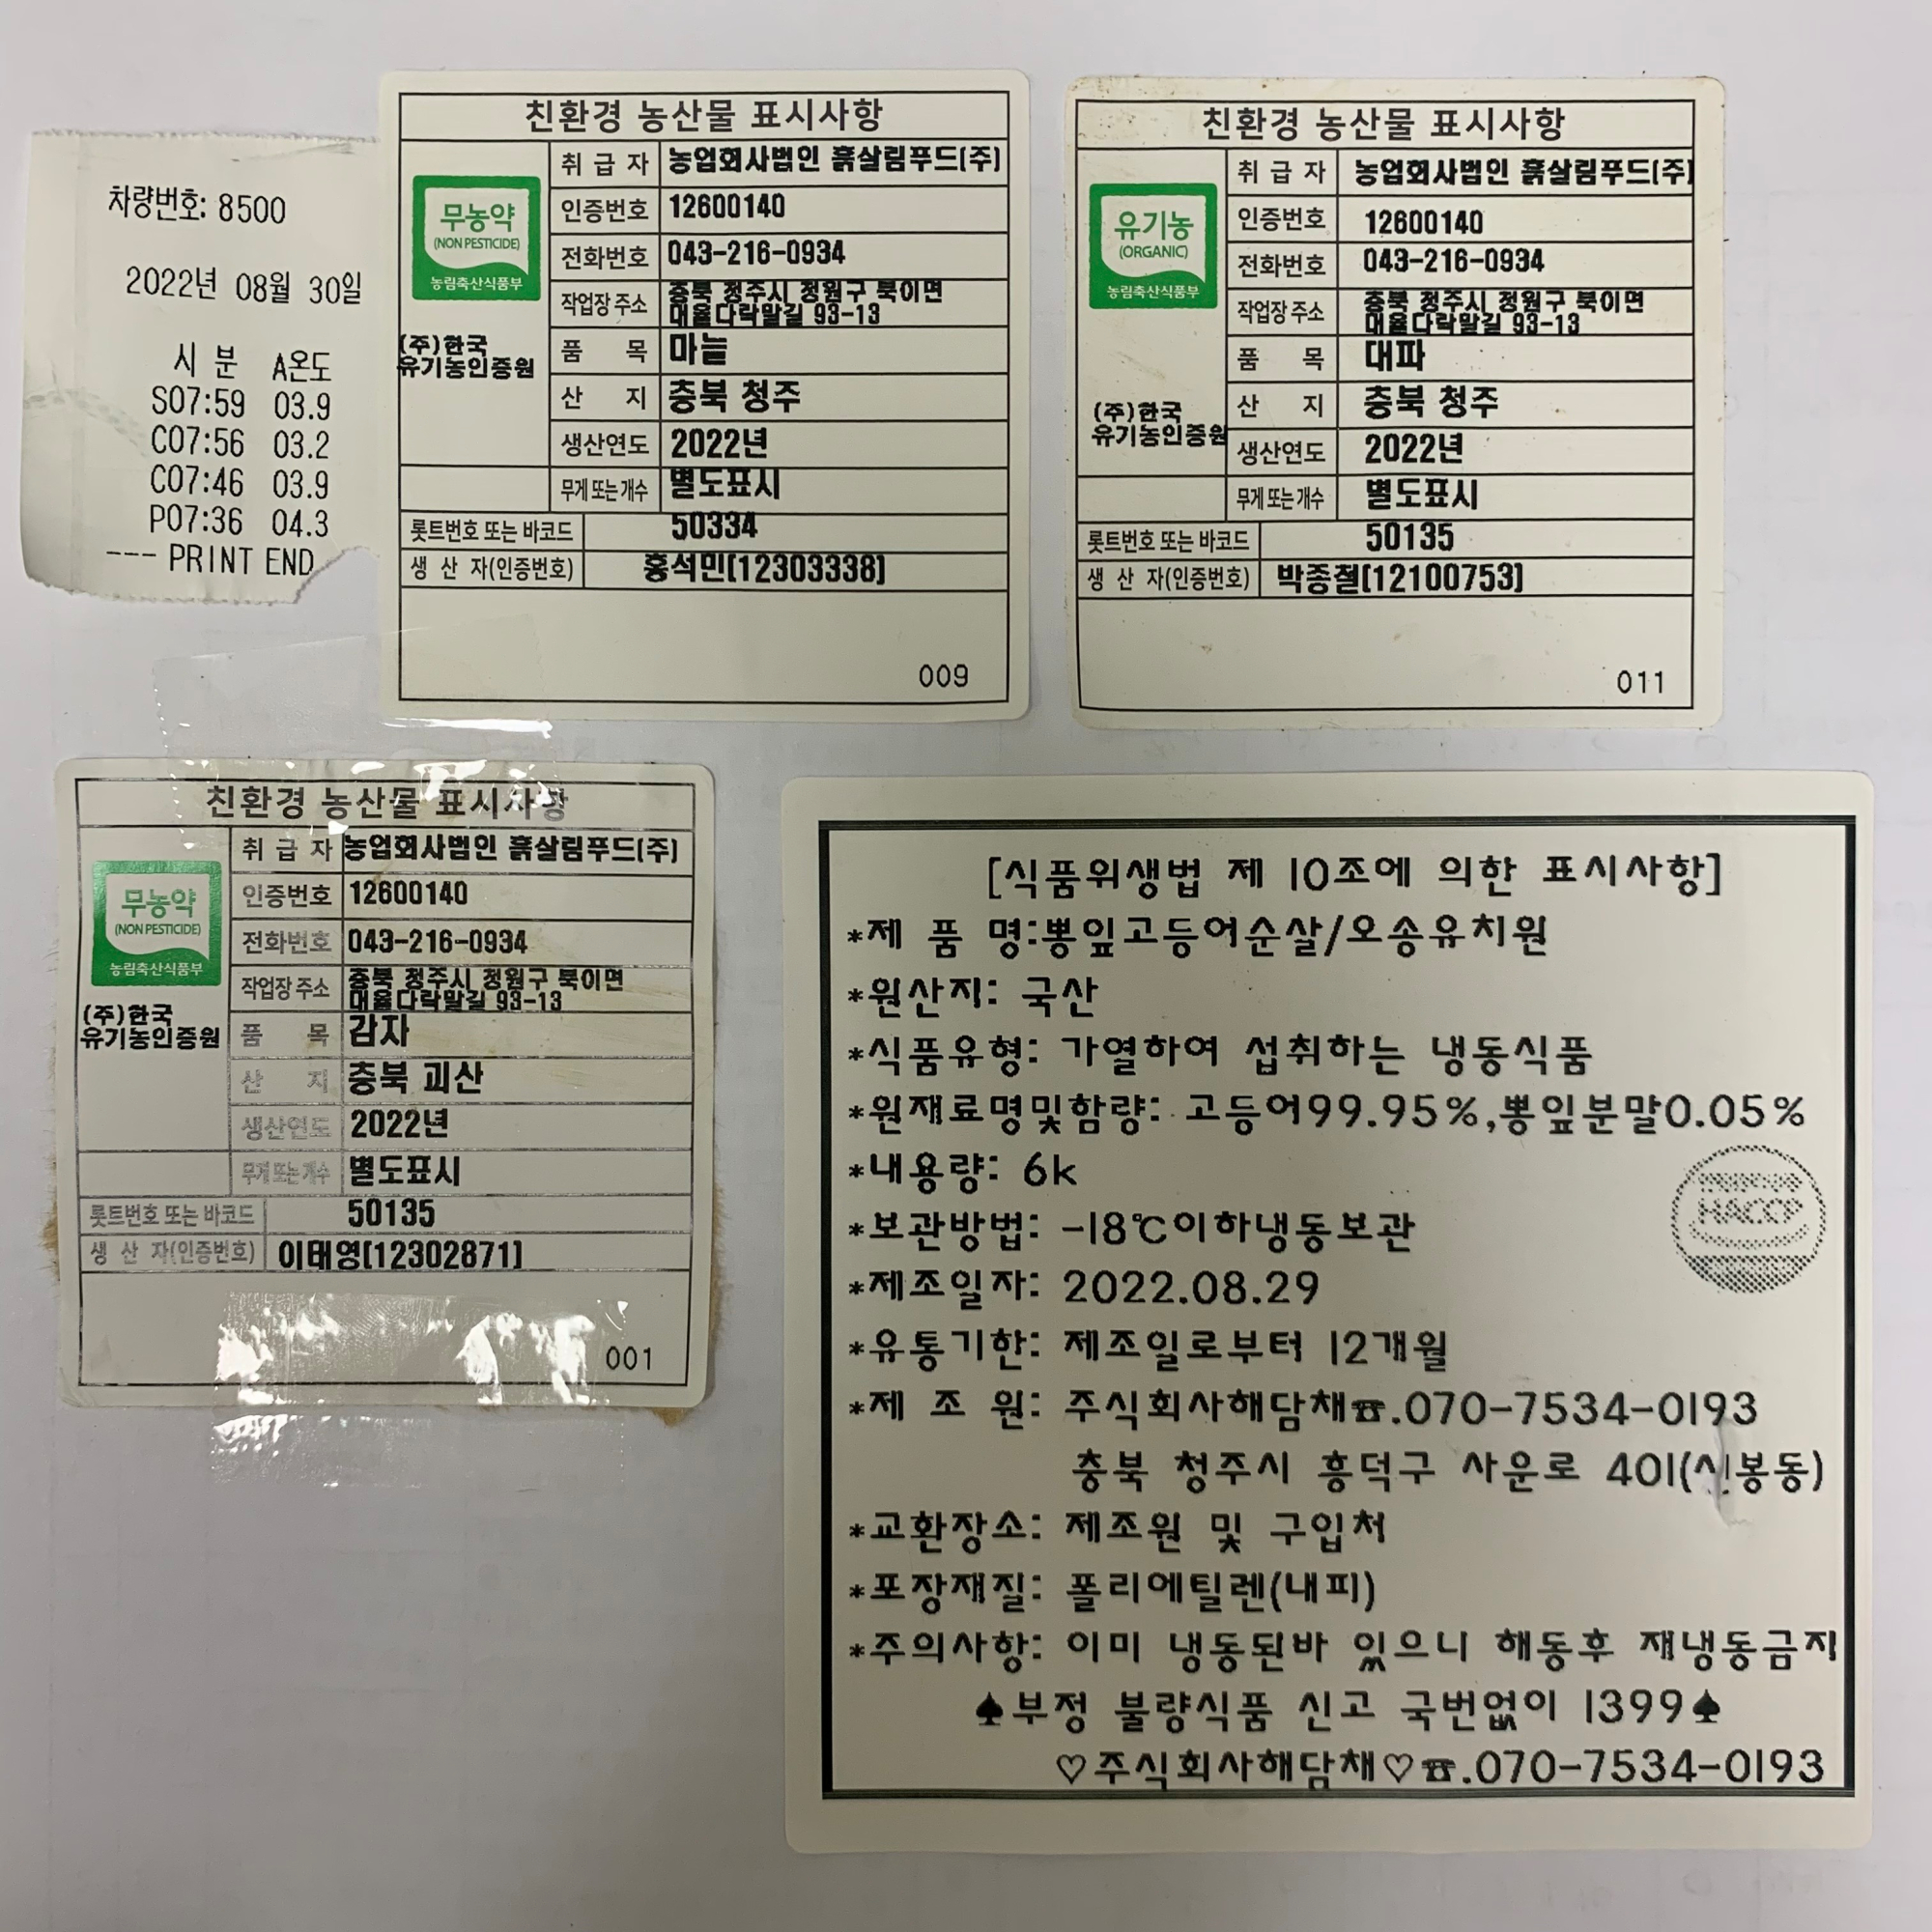 차량번호: 8500
2022년 08월 30일
시 분 A온도
S07:59 03.9
C07:56 03.2
C07:46 03.9
P07:36 04.3
--- PRINT END
친환경 농산물 표시사항
무농약
(NON PESTICIDE)
농림축산식품부
(주)한국
유기농인증원
취 급 자 농업회사법인 흙살림푸드(주)
인증번호 12600140
전화번호 043-216-0934
작업장 주소 충북 청주시 청원구 북이면
대율다락말길 93-13
품 목 마늘
산 지 충북 청주
생산연도 2022년
무게 또는 개수 별도표시
롯트번호 또는 바코드 50334
생 산 자(인증번호) 홍석민(12303338)
009
친환경 농산물 표시사항
유기농
(ORGANIC)
농림축산식품부
(주)한국
유기농인증원
취 급 자 농업회사법인 흙살림푸드(주)
인증번호 12600140
전화번호 043-216-0934
작업장 주소 충북 청주시 청원구 북이면
대율다락말길 93-13
품 목 대파
산 지 충북 청주
생산연도 2022년
무게 또는 개수 별도표시
롯트번호 또는 바코드 50135
생 산 자(인증번호) 박종철(12100753)
011
친환경 농산물 표시사항
무농약
(NON PESTICIDE)
농림축산식품부
(주)한국
유기농인증원
취 급 자 농업회사법인 흙살림푸드(주)
인증번호 12600140
전화번호 043-216-0934
작업장 주소 충북 청주시 청원구 북이면
대율다락말길 93-13
품 목 감자
산 지 충북 괴산
생산연도 2022년
무게 또는 개수 별도표시
롯트번호 또는 바코드 50135
생 산 자(인증번호) 이태영(12302871)
001
[식품위생법 제 10조에 의한 표시사항]
*제 품 명:뽕잎고등어순살/오송유치원
*원산지: 국산
*식품유형: 가열하여 섭취하는 냉동식품
*원재료명및함량: 고등어99.95%,뽕잎분말0.05%
*내용량: 6k
*보관방법: -18℃이하냉동보관
HACCP
*제조일자: 2022.08.29
*유통기한: 제조일로부터 12개월
*제 조 원: 주식회사해담채☎.070-7534-0193
충북 청주시 흥덕구 사운로 401(신봉동)
*교환장소: 제조원 및 구입처
*포장재질: 폴리에틸렌(내피)
*주의사항: 이미 냉동된바 있으니 해동후 재냉동금지
♠부정 불량식품 신고 국번없이 1399♠
♡주식회사해담채♡☎.070-7534-0193